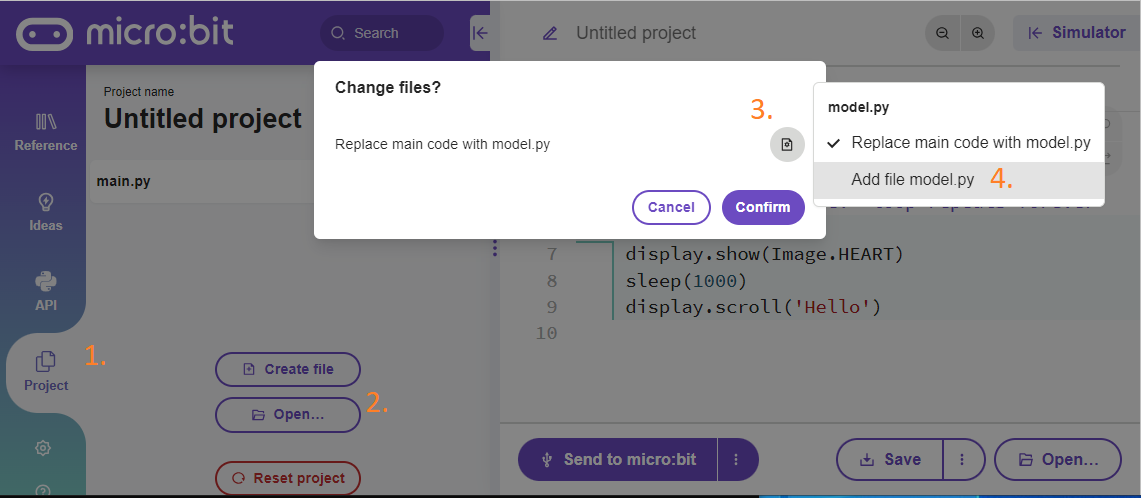 micro:bit
Search
Untitled project
Simulator
Project name
Untitled project
Reference
main.py
Ideas
API
Project
Change files?
3.
Replace main code with model.py
Cancel
Confirm
model.py
Replace main code with model.py
Add file model.py
4.
7 display.show(Image.HEART)
8 sleep(1000)
9 display.scroll('Hello')
10
1.
Create file
2.
Open...
Reset project
Send to micro:bit
Save
Open...